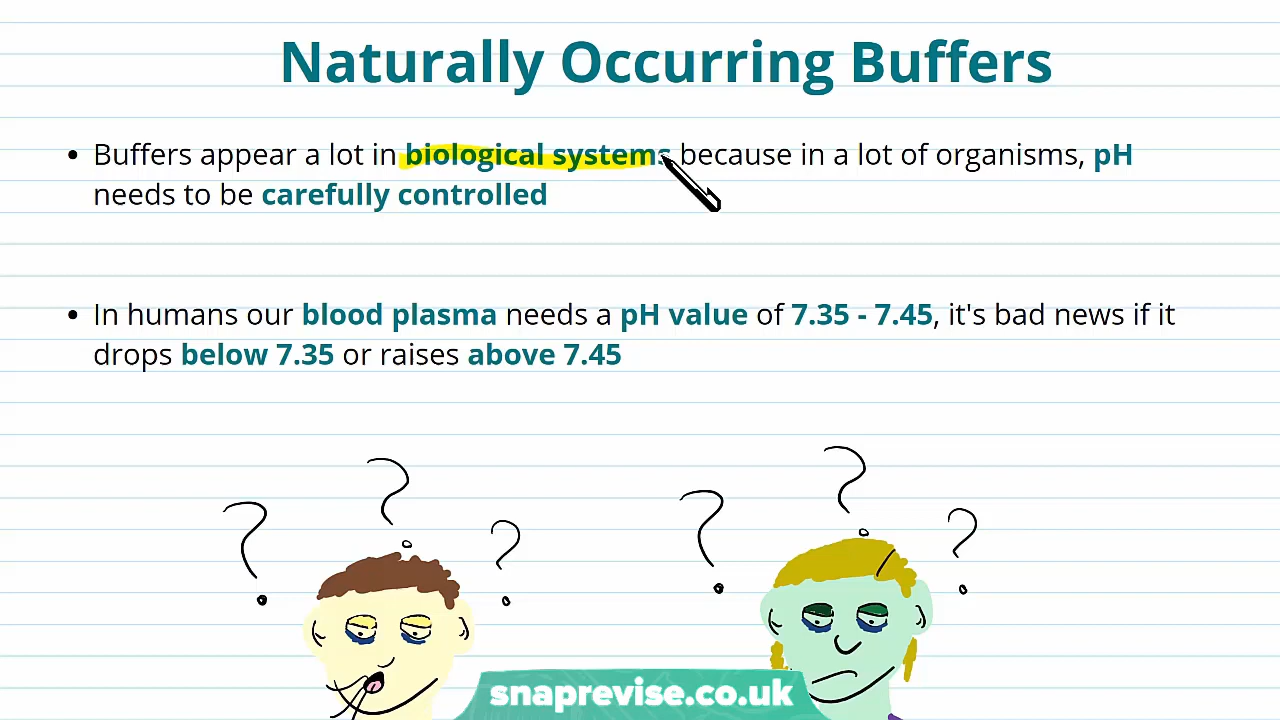 Naturally Occurring Buffers
• Buffers appear a lot in biological systems because in a lot of organisms, pH
needs to be carefully controlled
• In humans our blood plasma needs a pH value of 7.35 - 7.45, it's bad news if it
drops below 7.35 or raises above 7.45
? ? ? ? ? ?
snaprevise.co.uk